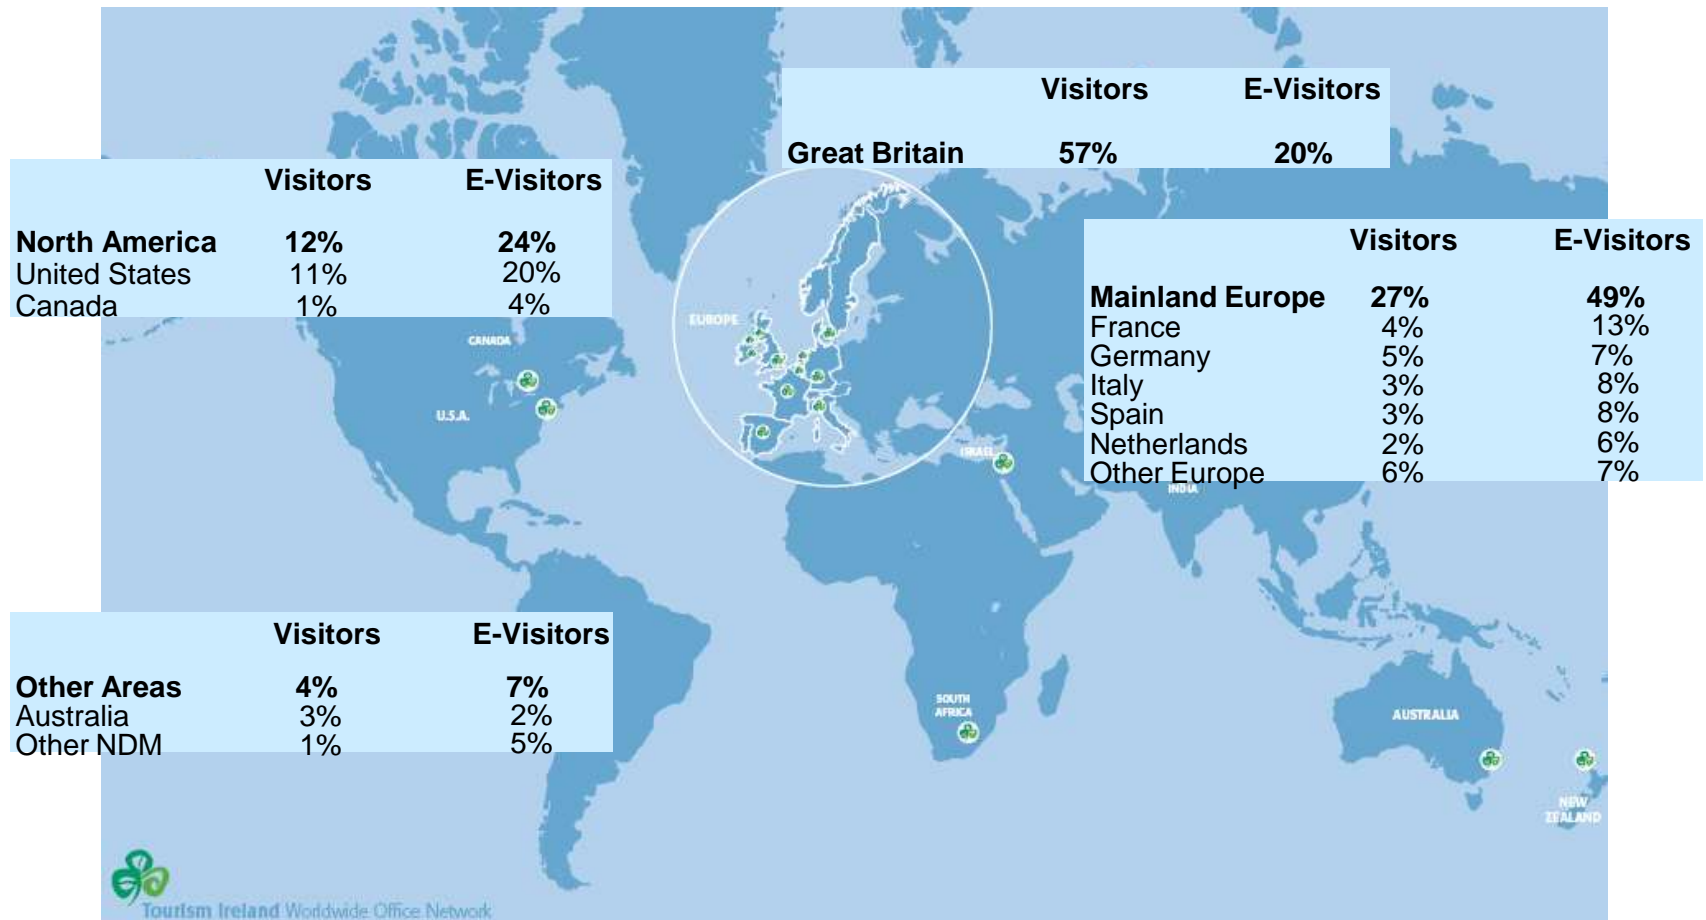 Visitors E-Visitors
Great Britain 57% 20%
Visitors E-Visitors
North America 12% 24%
United States 11% 20%
Canada 1% 4%
Visitors E-Visitors
Mainland Europe 27% 49%
France 4% 13%
Germany 5% 7%
Italy 3% 8%
Spain 3% 8%
Netherlands 2% 6%
Other Europe 6% 7%
EUROPE
CANADA
U.S.A.
ISRAEL
INDIA
Visitors E-Visitors
Other Areas 4% 7%
Australia 3% 2%
Other NDM 1% 5%
SOUTH
AFRICA
AUSTRALIA
NEW
ZEALAND
Tourism Ireland Worldwide Office Network